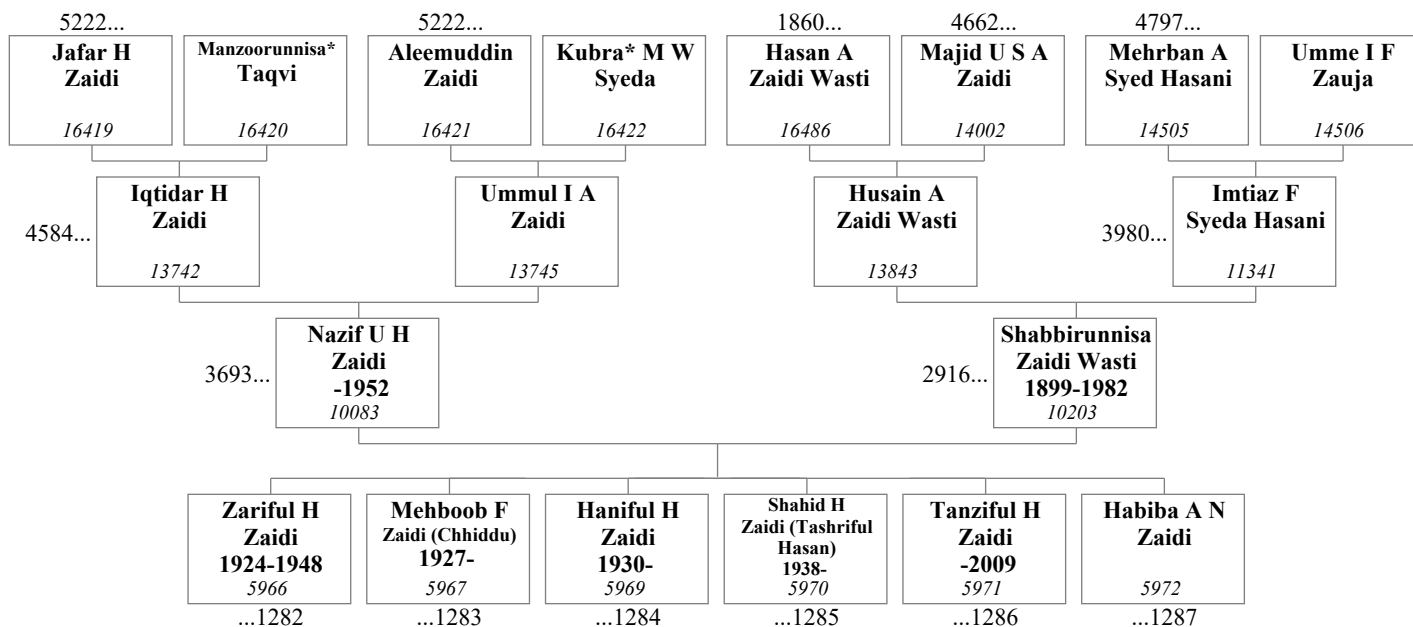 5222...
5222...
1860...
4662...
4797...
Jafar H
Zaidi
16419
Manzoorunnisa*
Taqvi
16420
Aleemuddin
Zaidi
16421
Kubra* M W
Syeda
16422
Hasan A
Zaidi Wasti
16486
Majid U S A
Zaidi
14002
Mehrban A
Syed Hasani
14505
Umme I F
Zauja
14506
4584...
Iqtidar H
Zaidi
13742
Ummul I A
Zaidi
13745
Husain A
Zaidi Wasti
13843
3980...
Imtiaz F
Syeda Hasani
11341
3693...
Nazif U H
Zaidi
-1952
10083
2916...
Shabbirunnisa
Zaidi Wasti
1899-1982
10203
Zariful H
Zaidi
1924-1948
5966
...1282
Mehboob F
Zaidi (Chhiddu)
1927-
5967
...1283
Haniful H
Zaidi
1930-
5969
...1284
Shahid H
Zaidi (Tashriful
Hasan)
1938-
5970
...1285
Tanziful H
Zaidi
-2009
5971
...1286
Habiba A N
Zaidi
5972
...1287